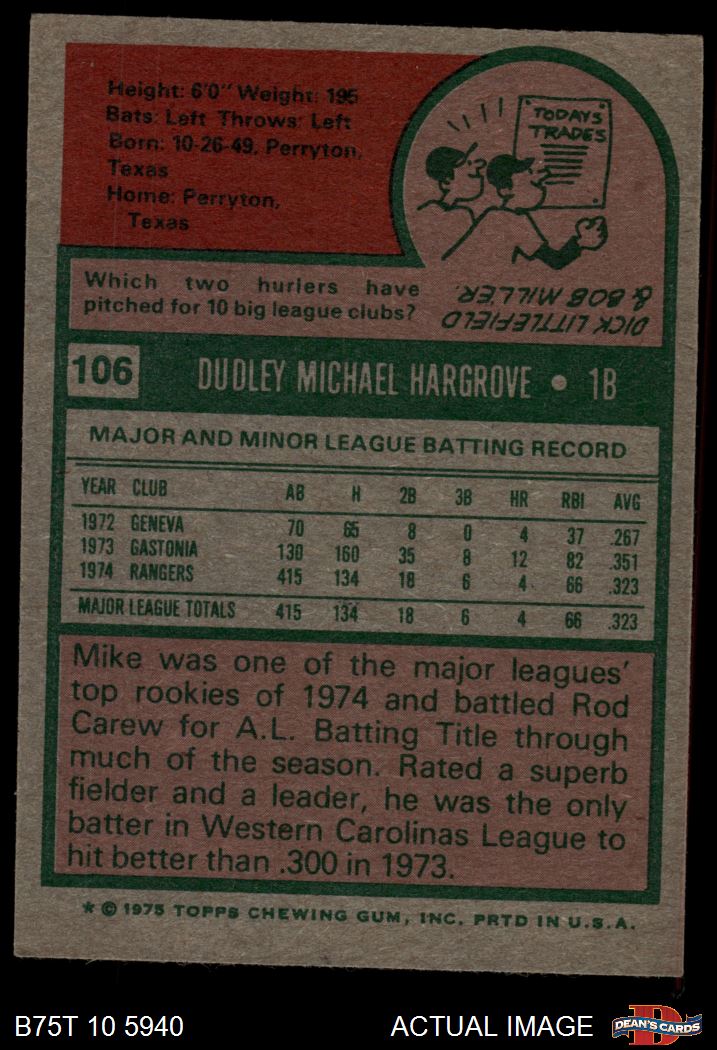 Height: 6'0" Weight: 195
Bats: Left Throws: Left
Born: 10-26-49, Perryton,
Texas
Home: Perryton,
Texas
TODAYS
TRADES
Which two hurlers have
pitched for 10 big league clubs?
DICK LITTLEFIELD
& BOB MILLER.
106 DUDLEY MICHAEL HARGROVE • 1B
MAJOR AND MINOR LEAGUE BATTING RECORD
YEAR CLUB AB H 2B 3B HR RBI AVG
1972 GENEVA 70 65 8 0 4 37 .267
1973 GASTONIA 130 160 35 8 12 82 .351
1974 RANGERS 415 134 18 6 4 66 .323
MAJOR LEAGUE TOTALS 415 134 18 6 4 66 .323
Mike was one of the major leagues'
top rookies of 1974 and battled Rod
Carew for A.L. Batting Title through
much of the season. Rated a superb
fielder and a leader, he was the only
batter in Western Carolinas League to
hit better than .300 in 1973.
* © 1975 TOPPS CHEWING GUM, INC. PRTD IN U.S.A.
B75T 10 5940 ACTUAL IMAGE
D
DEAN'S CARDS